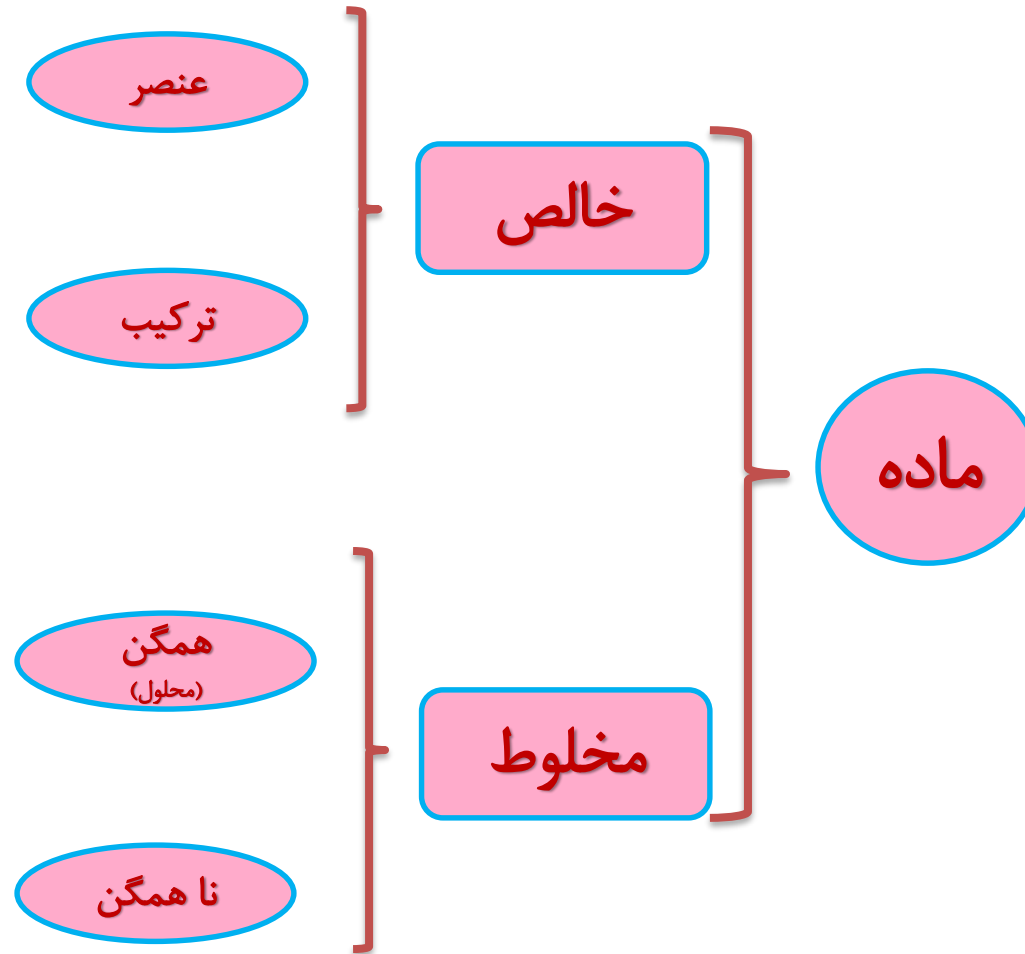 ماده
خالص
عنصر
ترکیب
مخلوط
همگن
(محلول)
نا همگن